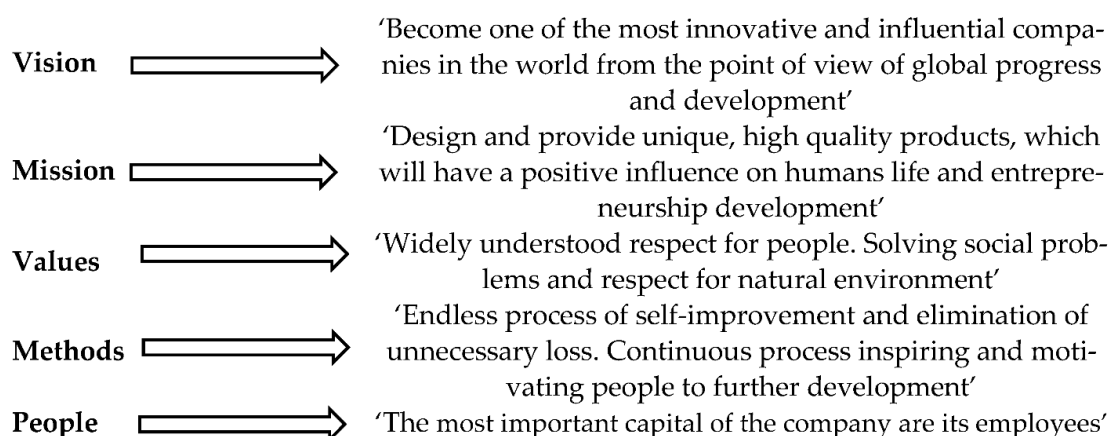 ‘Become one of the most innovative and influential compa-
Vision
nies in the world from the point of view of global progress
and development’
‘Design and provide unique, high quality products, which
Mission
will have a positive influence on humans life and entrepre-
neurship development’
Values
‘Widely understood respect for people. Solving social prob-
lems and respect for natural environment’
‘Endless process of self-improvement and elimination of
Methods
unnecessary loss. Continuous process inspiring and moti-
vating people to further development’
People
‘The most important capital of the company are its employees’